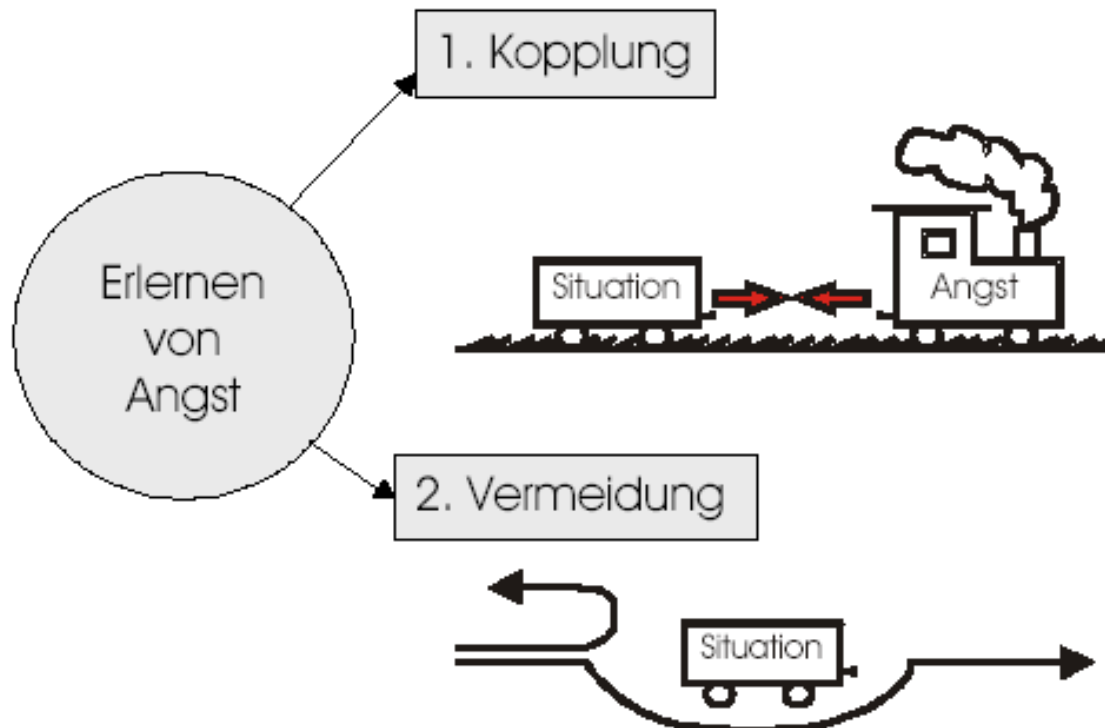 1. Kopplung
Erlernen
von
Angst
Situation
Angst
2. Vermeidung
Situation